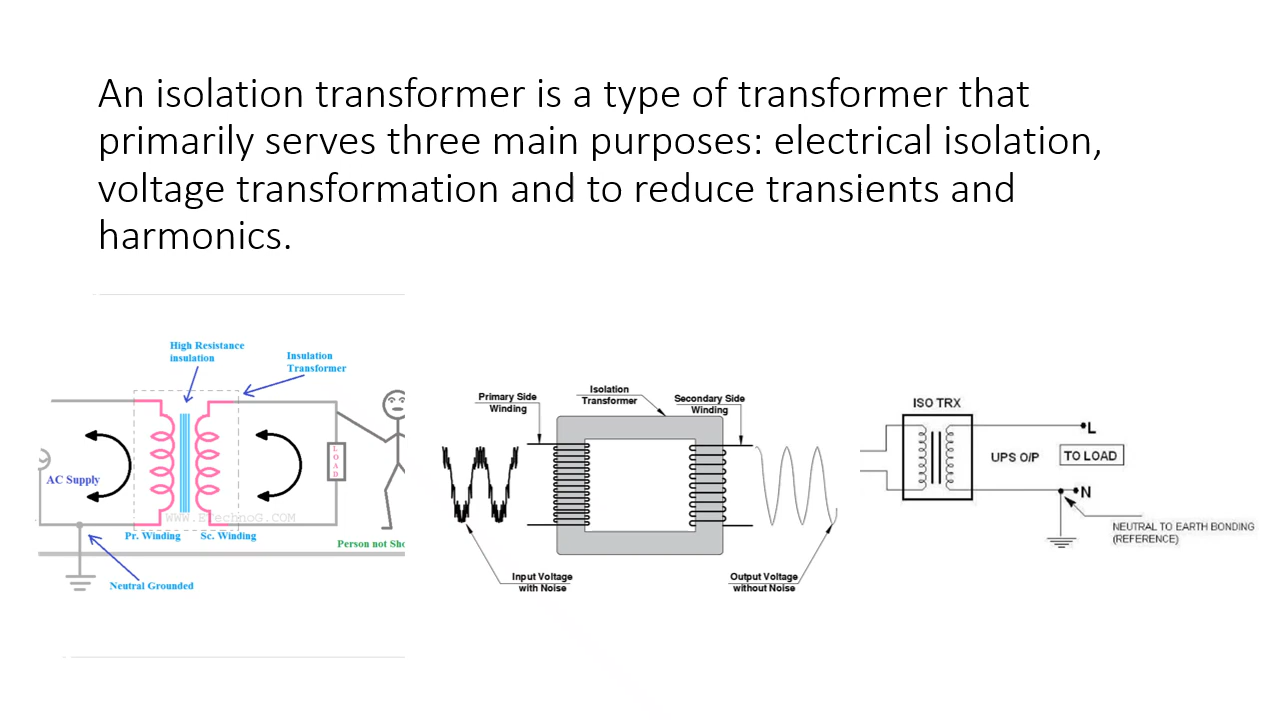 An isolation transformer is a type of transformer that
primarily serves three main purposes: electrical isolation,
voltage transformation and to reduce transients and
harmonics.
High Resistance
insulation
Insulation
Transformer
AC Supply
LOAD
WWW.ETechnoG.COM
Pr. Winding
Sc. Winding
Person not Sho
Neutral Grounded
Primary Side
Winding
Isolation
Transformer
Secondary Side
Winding
Input Voltage
with Noise
Output Voltage
without Noise
ISO TRX
L
UPS O/P
TO LOAD
N
NEUTRAL TO EARTH BONDING
(REFERENCE)